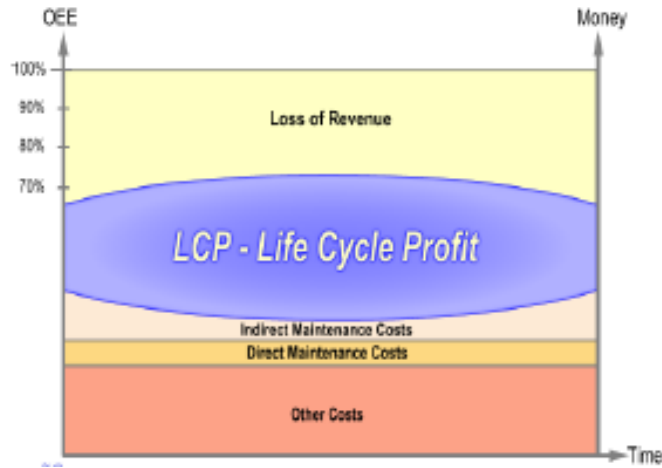 OEE
Money
100%
Loss of Revenue
90%
80%
70%
LCP - Life Cycle Profit
Indirect Maintenance Costs
Direct Maintenance Costs
Other Costs
Time